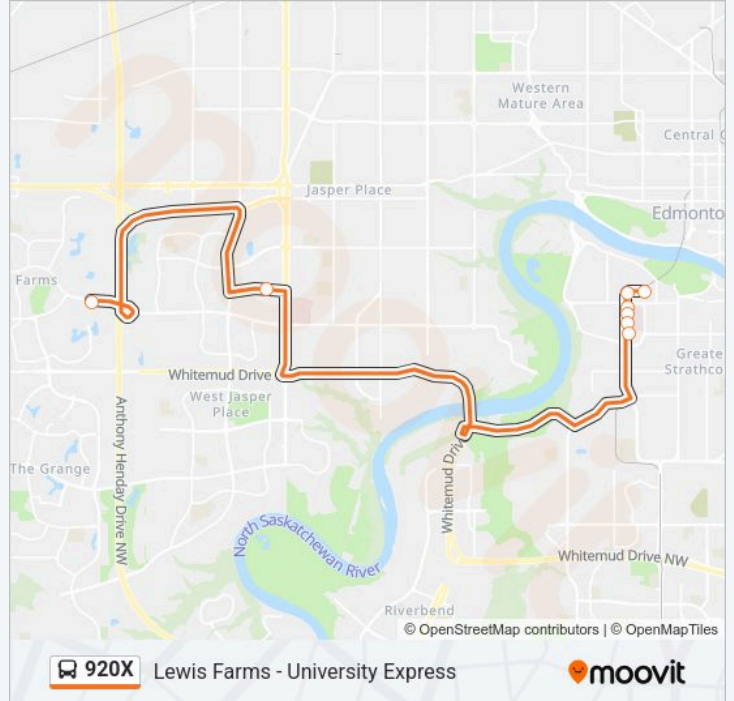 Western
Mature Area
Central C
Jasper Place
Edmonto
Farms
Greate
Strathco
Whitemud Drive
West Jasper
Place
Anthony Henday Drive NW
The Grange
Whitemud Driv
North Saskatchewan River
Whitemud Drive NW
Riverbend
© OpenStreetMap contributors | © OpenMapTiles
920X Lewis Farms - University Express moovit